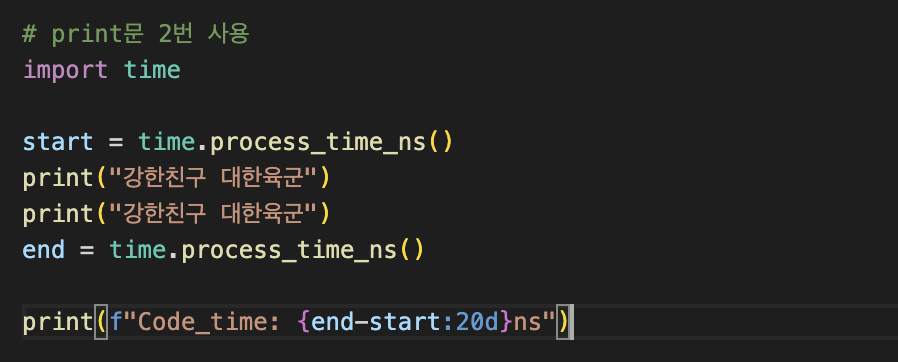 # print문 2번 사용
import time
start = time.process_time_ns()
print("강한친구 대한육군")
print("강한친구 대한육군")
end = time.process_time_ns()
print(f"Code_time: {end-start:20d}ns")